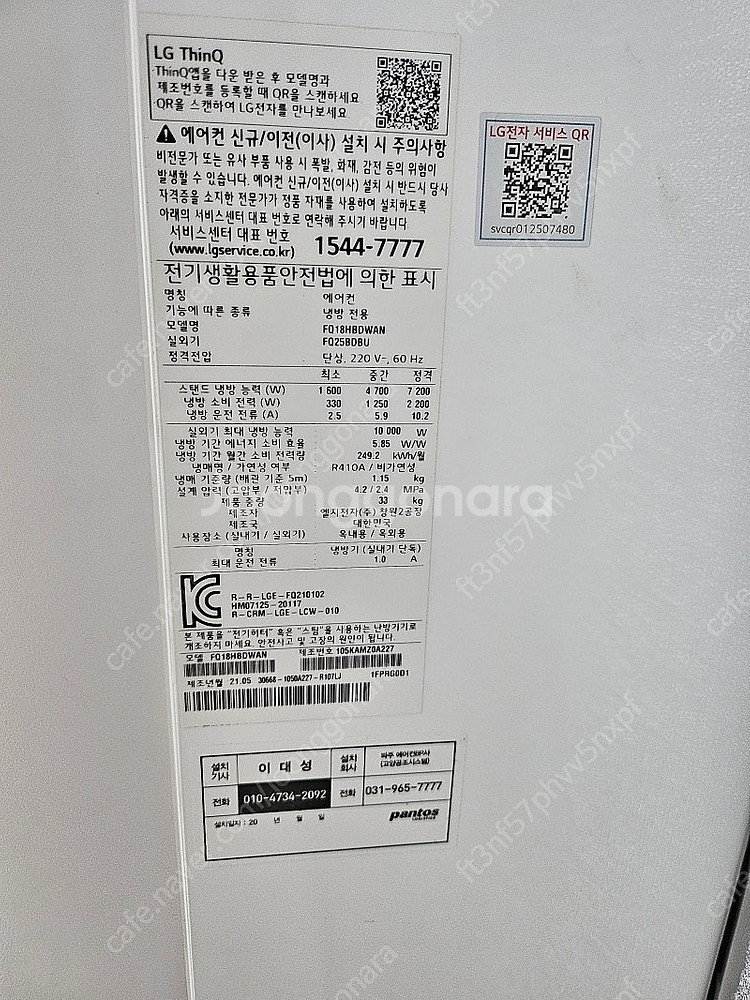 LG ThinQ
ThinQ앱을 다운 받은 후 모델명과
제조번호를 등록할 때 QR을 스캔하세요
QR을 스캔하여 LG전자를 만나보세요
에어컨 신규/이전(이사) 설치 시 주의사항
비전문가 또는 유사 부품 사용 시 폭발, 화재, 감전 등의 위험이
발생할 수 있습니다. 에어컨 신규/이전(이사) 설치 시 반드시 당사
자격증을 소지한 전문가가 정품 자재를 사용하여 설치하도록
아래의 서비스센터 대표 번호로 연락해 주시기 바랍니다.
서비스센터 대표 번호
(www.lgservice.co.kr) 1544-7777
LG전자 서비스 QR
svcqr012507480
전기생활용품안전법에 의한 표시
명칭 에어컨
기능에 따른 종류 냉방 전용
모델명 FQ18HBDWAN
실외기 FQ25BDBU
정격전압 단상, 220 V~, 60 Hz
최소 중간 정격
스탠드 냉방 능력 (W) 1 600 4 700 7 200
냉방 소비 전력 (W) 330 1 250 2 200
냉방 운전 전류 (A) 2.5 5.9 10.2
실외기 최대 냉방 능력 : 10 000 W
냉방 기간 에너지 소비 효율 : 5.85 W/W
냉방 기간 월간 소비 전력량 : 249.2 kWh/월
냉매명 / 가연성 여부 : R410A / 비가연성
냉매 기준량 (배관 기준 5m) : 1.15 kg
설계 압력 (고압부 / 저압부) : 4.2 / 2.4 MPa
제품 중량 : 33 kg
제조자 : 엘지전자(주) 창원2공장
제조국 : 대한민국
사용장소 (실내기 / 실외기) : 옥내용 / 옥외용
명칭 : 냉방기 (실내기 단독)
최대 운전 전류 : 1.0 A
R-R-LGE-FQ210102
HM07125-20117
R-CRM-LGE-LCW-010
본 제품을 "전기히터" 혹은 "스팀"을 사용하는 난방기기로
개조하지 마세요. 안전사고 및 고장의 원인이 됩니다.
모델 FQ18HBDWAN 제조번호 105KAMZ0A227
제조년월 21.05 30668-1050A227-R107LJ 1FPRG0D1
설치기사 이대성 설치회사 파주 에어컨본사
(고양공조시스템)
전화 010-4734-2092 전화 031-965-7777
설치일자 : 20 년 월 일 pantos
LOGISTICS
joonggonara